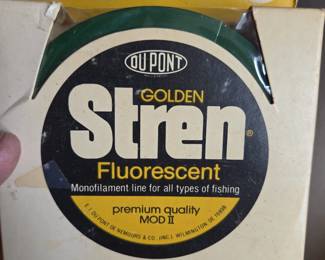 DU PONT
GOLDEN
Stren®
Fluorescent
Monofilament line for all types of fishing
premium quality
MOD II
E. I. DU PONT DE NEMOURS & CO. (INC.), WILMINGTON, DE 19898